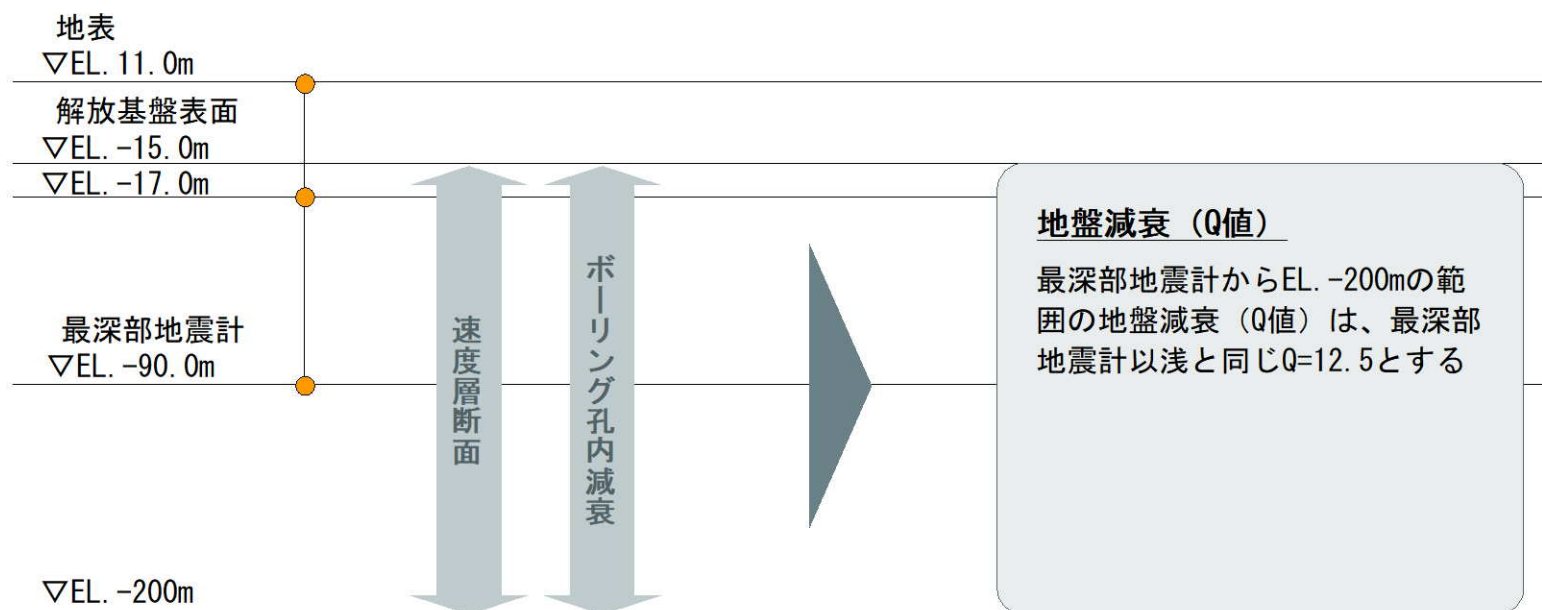 地表
▽EL.11.0m
解放基盤表面
▽EL.-15.0m
▽EL.-17.0m
最深部地震計
▽EL.-90.0m
▽EL.-200m
速度層断面
ボーリング孔内減衰
地盤減衰（Q値）
最深部地震計からEL.-200mの範
囲の地盤減衰（Q値）は、最深部
地震計以浅と同じQ=12.5とする